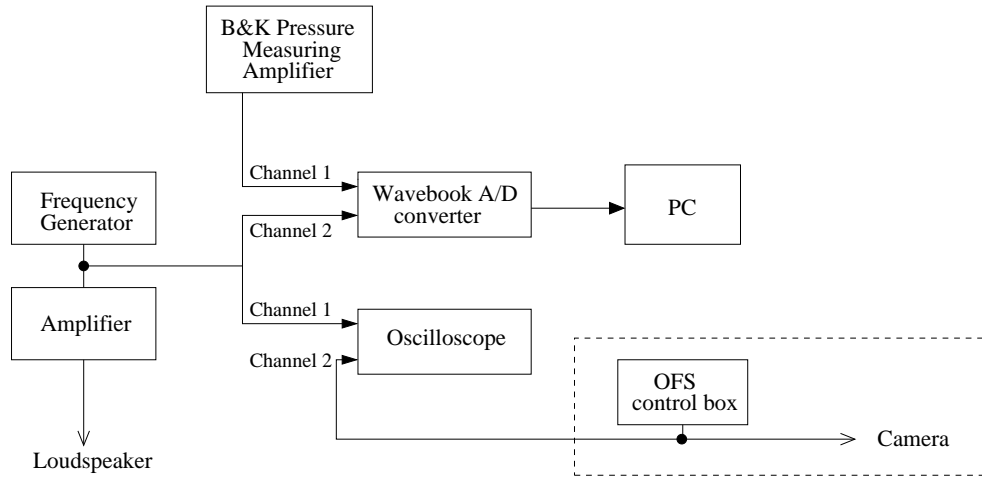 B&K Pressure
Measuring
Amplifier
Channel 1
Wavebook A/D
converter
PC
Frequency
Generator
Channel 2
Amplifier
Channel 1
Oscilloscope
Channel 2
OFS
control box
Camera
Loudspeaker